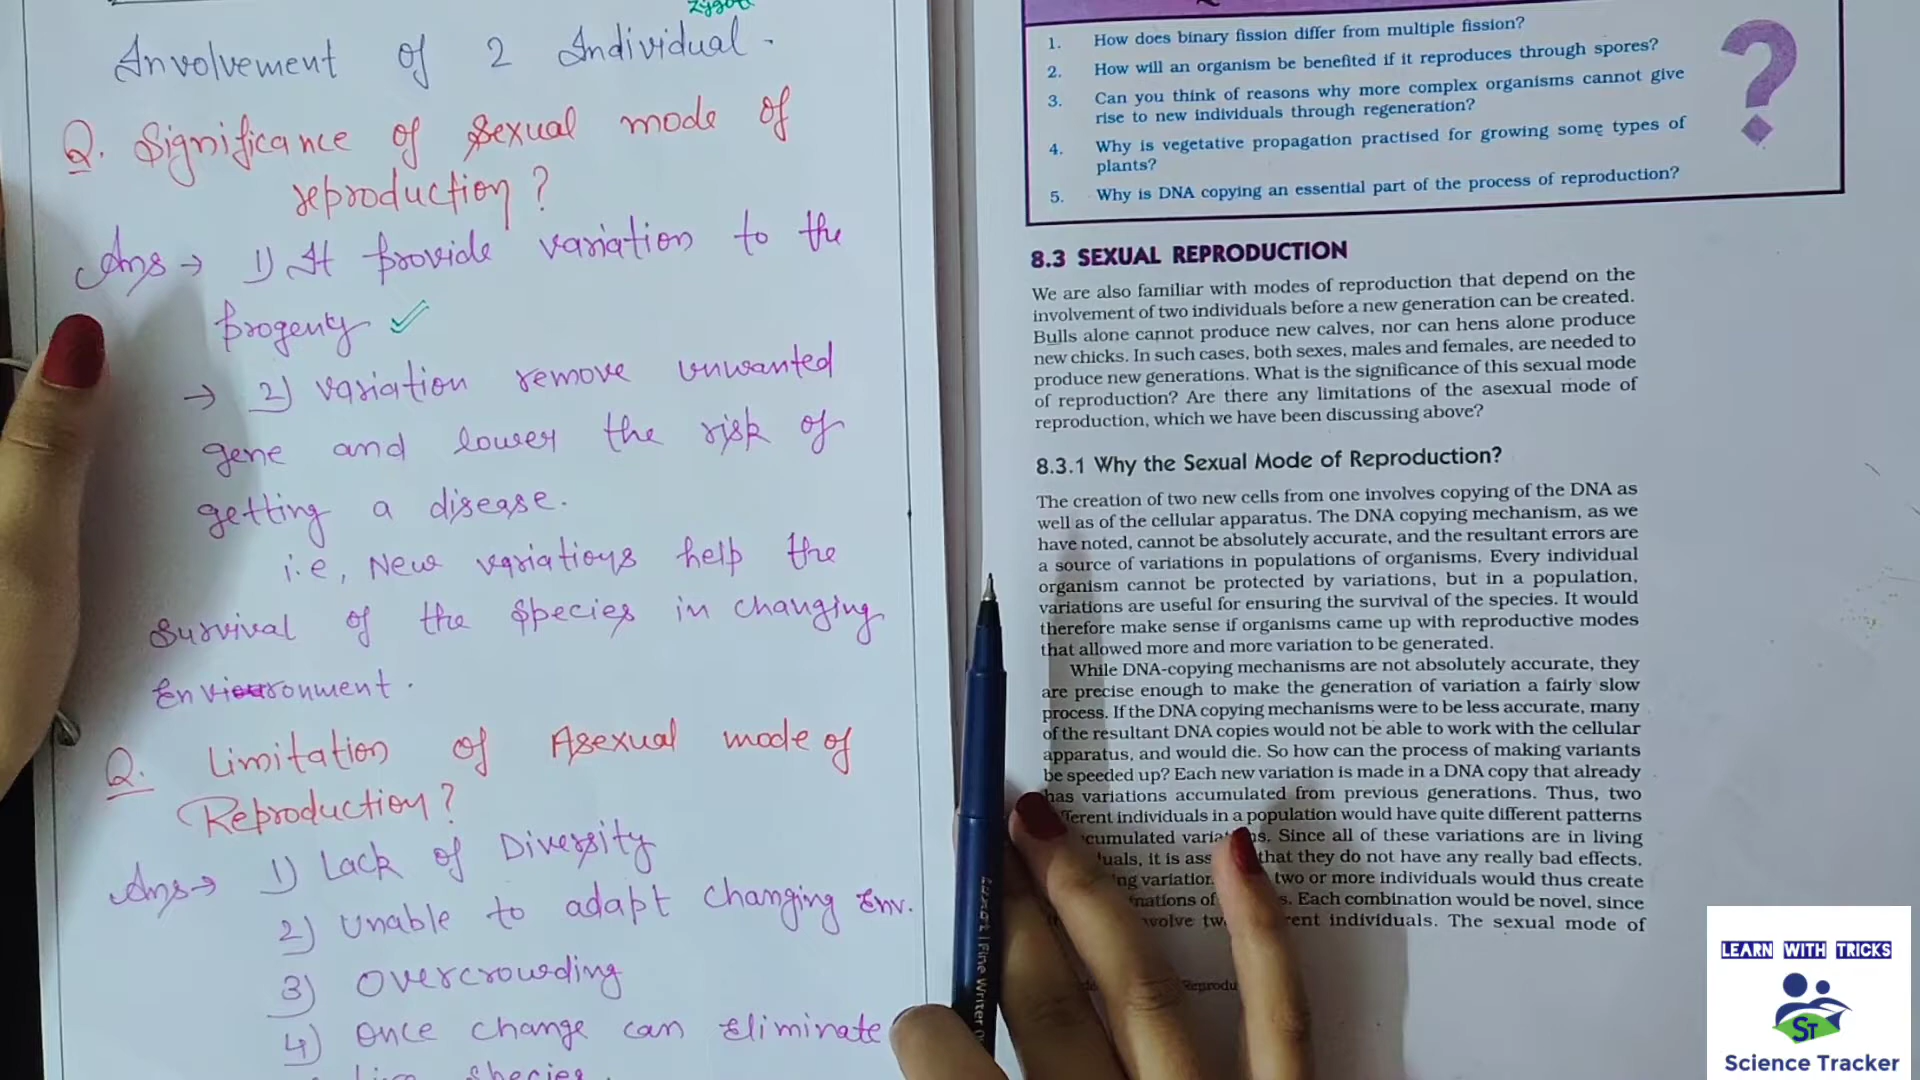 Zygote
Involvement of 2 Individual.
Q. Significance of Sexual mode of
reproduction?
Ans → 1) It provide variation to the
progeny ✓
→ 2) Variation remove unwanted
gene and lower the risk of
getting a disease.
i.e, New variations help the
Survival of the species in changing
Environment.
Q. Limitation of Asexual mode of
Reproduction?
Ans → 1) Lack of Diversity
2) Unable to adapt changing Env.
3) Overcrowding
4) Once change can Eliminate
species.
1. How does binary fission differ from multiple fission?
2. How will an organism be benefited if it reproduces through spores?
3. Can you think of reasons why more complex organisms cannot give
rise to new individuals through regeneration?
4. Why is vegetative propagation practised for growing some types of
plants?
5. Why is DNA copying an essential part of the process of reproduction?
?
8.3 SEXUAL REPRODUCTION
We are also familiar with modes of reproduction that depend on the
involvement of two individuals before a new generation can be created.
Bulls alone cannot produce new calves, nor can hens alone produce
new chicks. In such cases, both sexes, males and females, are needed to
produce new generations. What is the significance of this sexual mode
of reproduction? Are there any limitations of the asexual mode of
reproduction, which we have been discussing above?
8.3.1 Why the Sexual Mode of Reproduction?
The creation of two new cells from one involves copying of the DNA as
well as of the cellular apparatus. The DNA copying mechanism, as we
have noted, cannot be absolutely accurate, and the resultant errors are
a source of variations in populations of organisms. Every individual
organism cannot be protected by variations, but in a population,
variations are useful for ensuring the survival of the species. It would
therefore make sense if organisms came up with reproductive modes
that allowed more and more variation to be generated.
While DNA-copying mechanisms are not absolutely accurate, they
are precise enough to make the generation of variation a fairly slow
process. If the DNA copying mechanisms were to be less accurate, many
of the resultant DNA copies would not be able to work with the cellular
apparatus, and would die. So how can the process of making variants
be speeded up? Each new variation is made in a DNA copy that already
has variations accumulated from previous generations. Thus, two
individuals in a population would have quite different patterns
Since all of these variations are in living
it is that they do not have any really bad effects.
two or more individuals would thus create
of Each combination would be novel, since
individuals. The sexual mode of
Fine Writer
LEARN WITH TRICKS
ST
Science Tracker